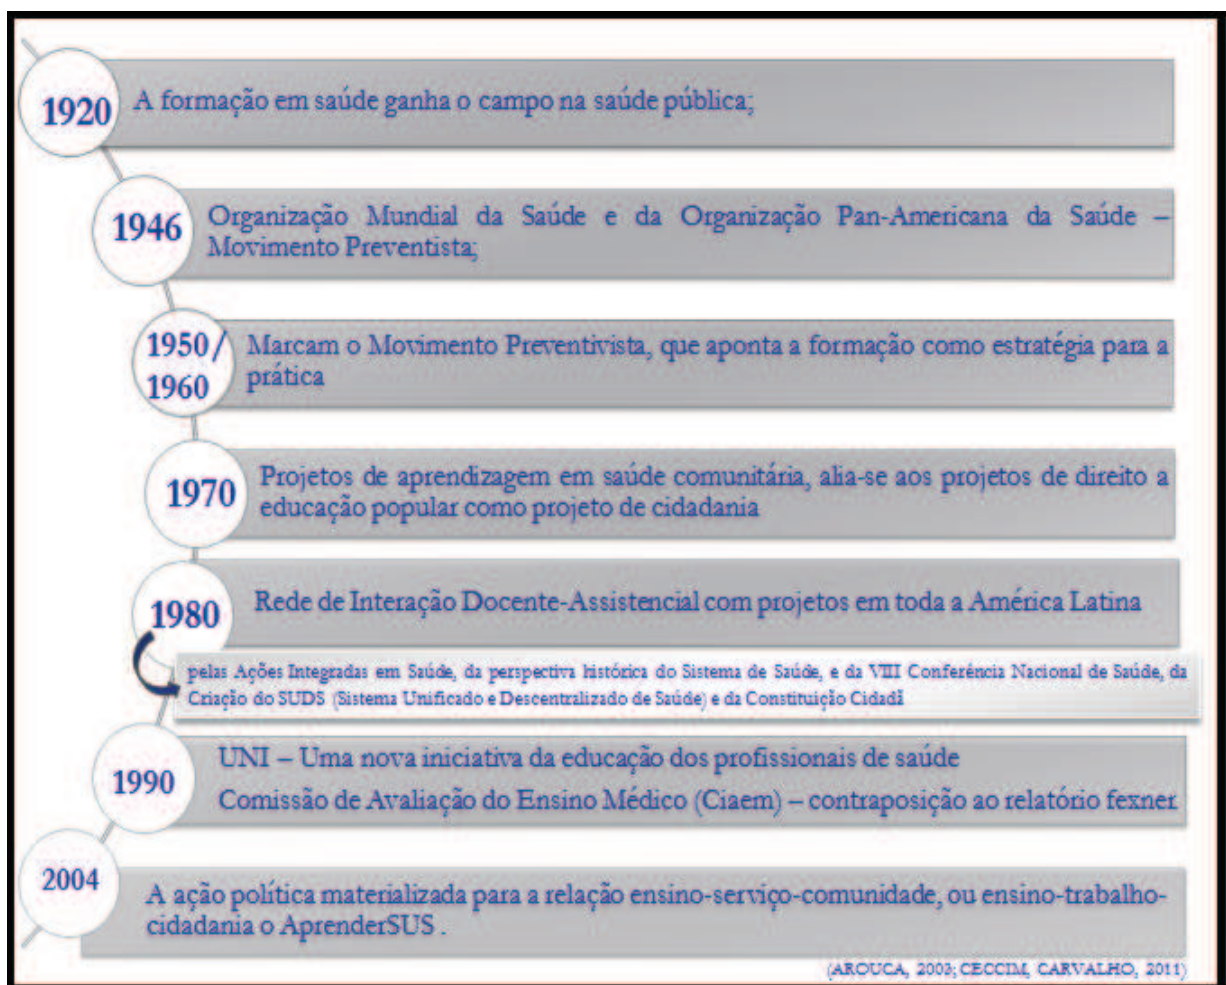 1920
A formação em saúde ganha o campo na saúde pública;
1946
Organização Mundial da Saúde e da Organização Pan-Americana da Saúde –
Movimento Preventista;
1950/
1960
Marcam o Movimento Preventivista, que aponta a formação como estratégia para a
prática
1970
Projetos de aprendizagem em saúde comunitária, alia-se aos projetos de direito a
educação popular como projeto de cidadania
1980
Rede de Interação Docente-Assistencial com projetos em toda a América Latina
pelas Ações Integradas em Saúde, da perspectiva histórica do Sistema de Saúde, e da VIII Conferência Nacional de Saúde, da
Criação do SUDS (Sistema Unificado e Descentralizado de Saúde) e da Constituição Cidadã
1990
UNI – Uma nova iniciativa da educação dos profissionais de saúde
Comissão de Avaliação do Ensino Médico (Ciaem) – contraposição ao relatório fexner.
2004
A ação política materializada para a relação ensino-serviço-comunidade, ou ensino-trabalho-
cidadania o AprenderSUS .
(AROUCA, 2003; CECCIM, CARVALHO, 2011)